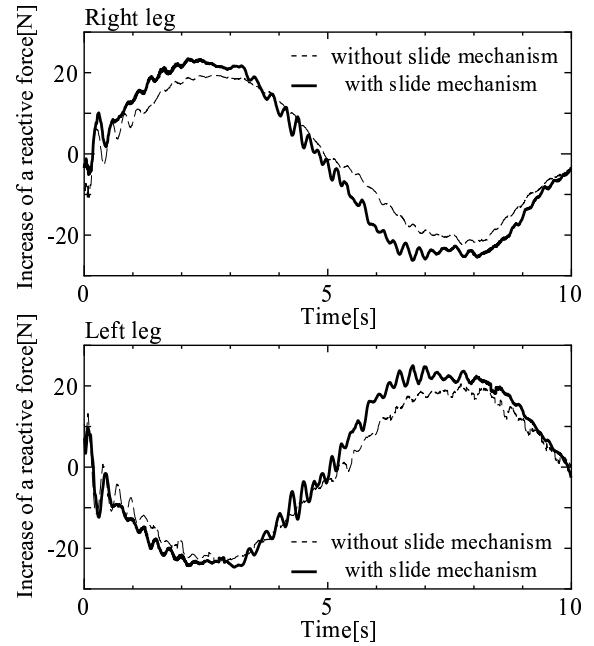 Right leg
Increase of a reactive force[N]
20
0
-20
without slide mechanism
with slide mechanism
0
5
10
Time[s]
Left leg
Increase of a reactive force[N]
20
0
-20
without slide mechanism
with slide mechanism
0
5
10
Time[s]